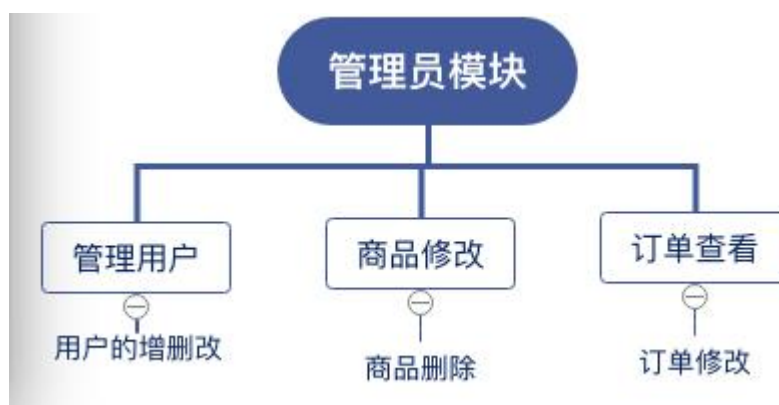 管理员模块
管理用户
商品修改
订单查看
用户的增删改
商品删除
订单修改